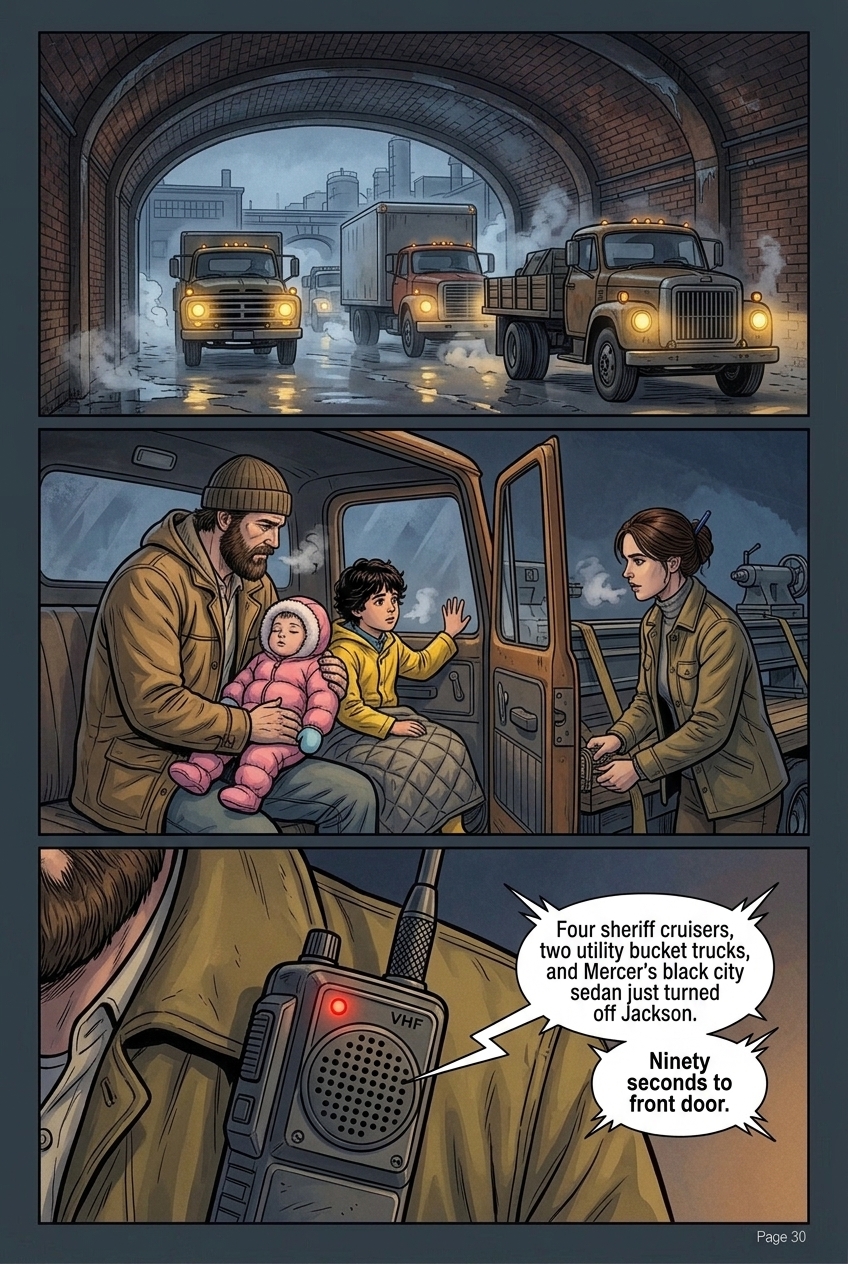 VHF
Four sheriff cruisers,
two utility bucket trucks,
and Mercer's black city
sedan just turned
off Jackson.
Ninety
seconds to
front door.
Page 30